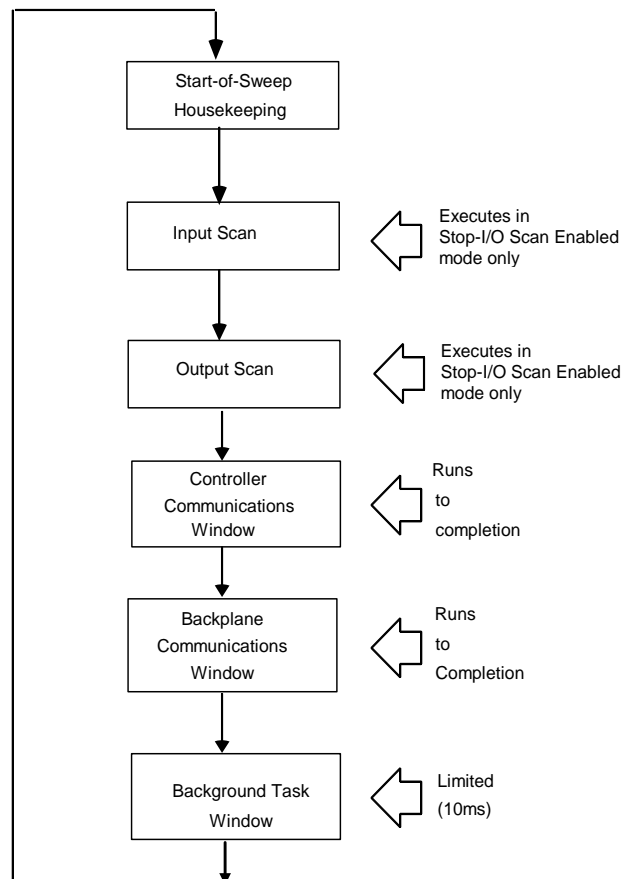 Start-of-Sweep
Housekeeping
Input Scan
Executes in
Stop-I/O Scan Enabled
mode only
Output Scan
Executes in
Stop-I/O Scan Enabled
mode only
Controller
Communications
Window
Runs
to
completion
Backplane
Communications
Window
Runs
to
Completion
Background Task
Window
Limited
(10ms)